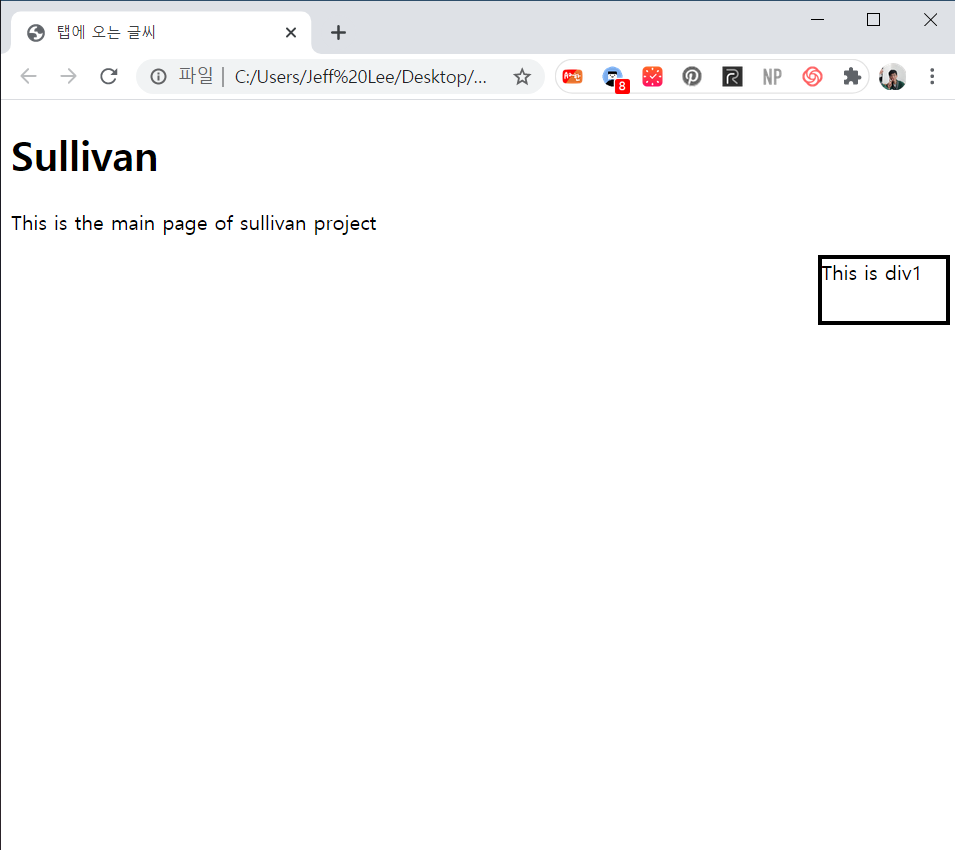 탭에 오는 글씨
파일 | C:/Users/Jeff%20Lee/Desktop/...
8
NP
Sullivan
This is the main page of sullivan project
This is div1